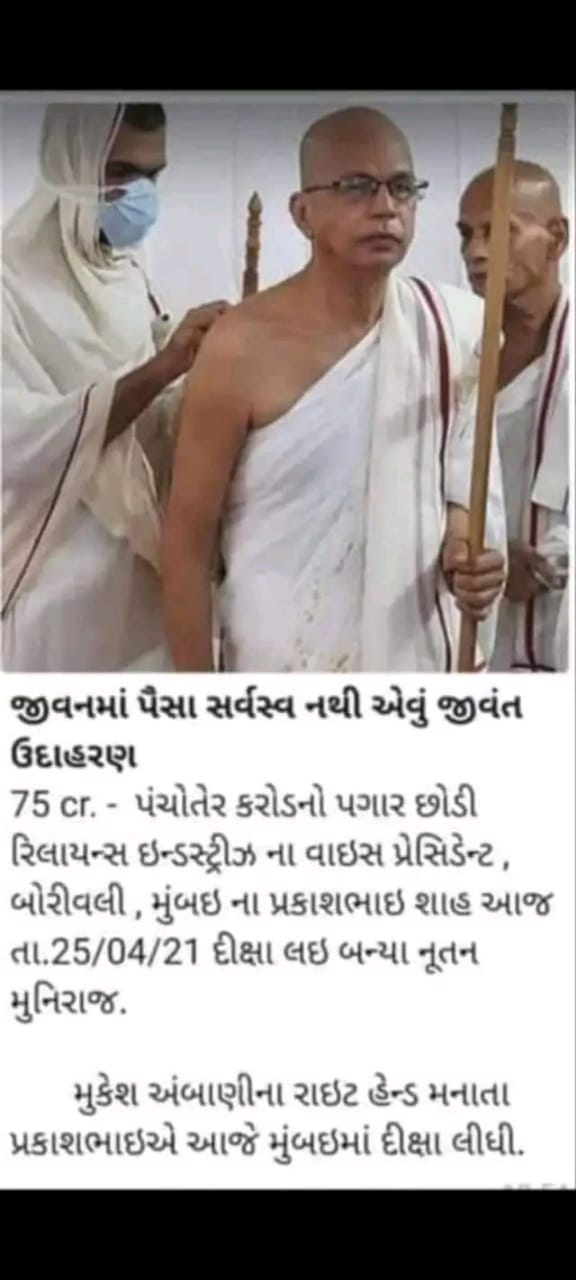 જીવનમાં પૈસા સર્વસ્વ નથી એવું જીવંત
ઉદાહરણ
75 cr. - પંચોતેર કરોડનો પગાર છોડી
રિલાયન્સ ઇન્ડસ્ટ્રીઝ ના વાઇસ પ્રેસિડેન્ટ ,
બોરીવલી , મુંબઇ ના પ્રકાશભાઇ શાહ આજ
તા.25/04/21 દીક્ષા લઇ બન્યા નૂતન
મુનિરાજ.
મુકેશ અંબાણીના રાઇટ હેન્ડ મનાતા
પ્રકાશભાઇએ આજે મુંબઇમાં દીક્ષા લીધી.